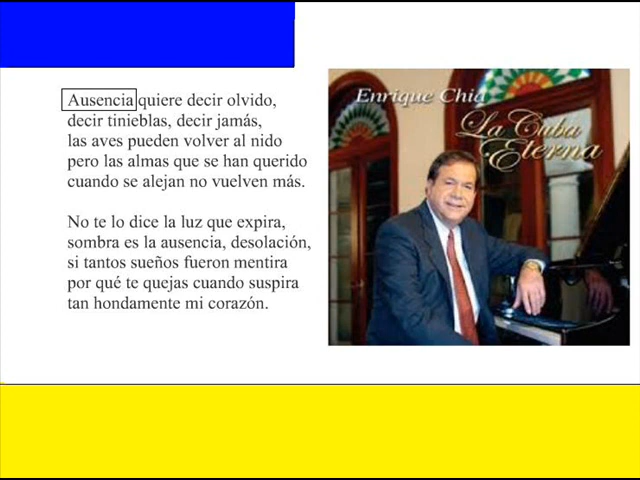 Ausencia quiere decir olvido,
decir tinieblas, decir jamás,
las aves pueden volver al nido
pero las almas que se han querido
cuando se alejan no vuelven más.
No te lo dice la luz que expira,
sombra es la ausencia, desolación,
si tantos sueños fueron mentira
por qué te quejas cuando suspira
tan hondamente mi corazón.
Enrique Chia
La Cuba
Eterna